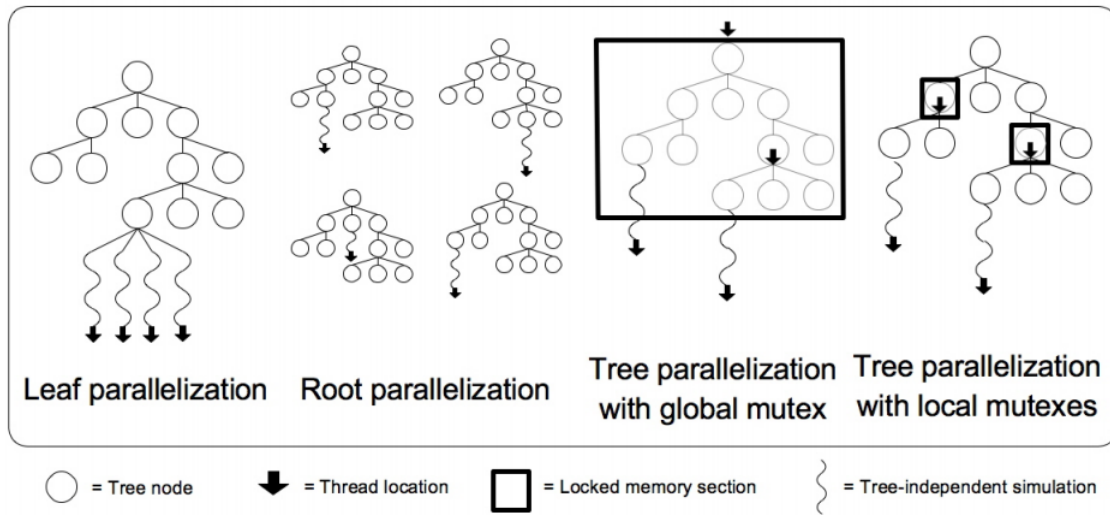 Leaf parallelization
Root parallelization
Tree parallelization
with global mutex
Tree parallelization
with local mutexes
= Tree node
= Thread location
= Locked memory section
= Tree-independent simulation